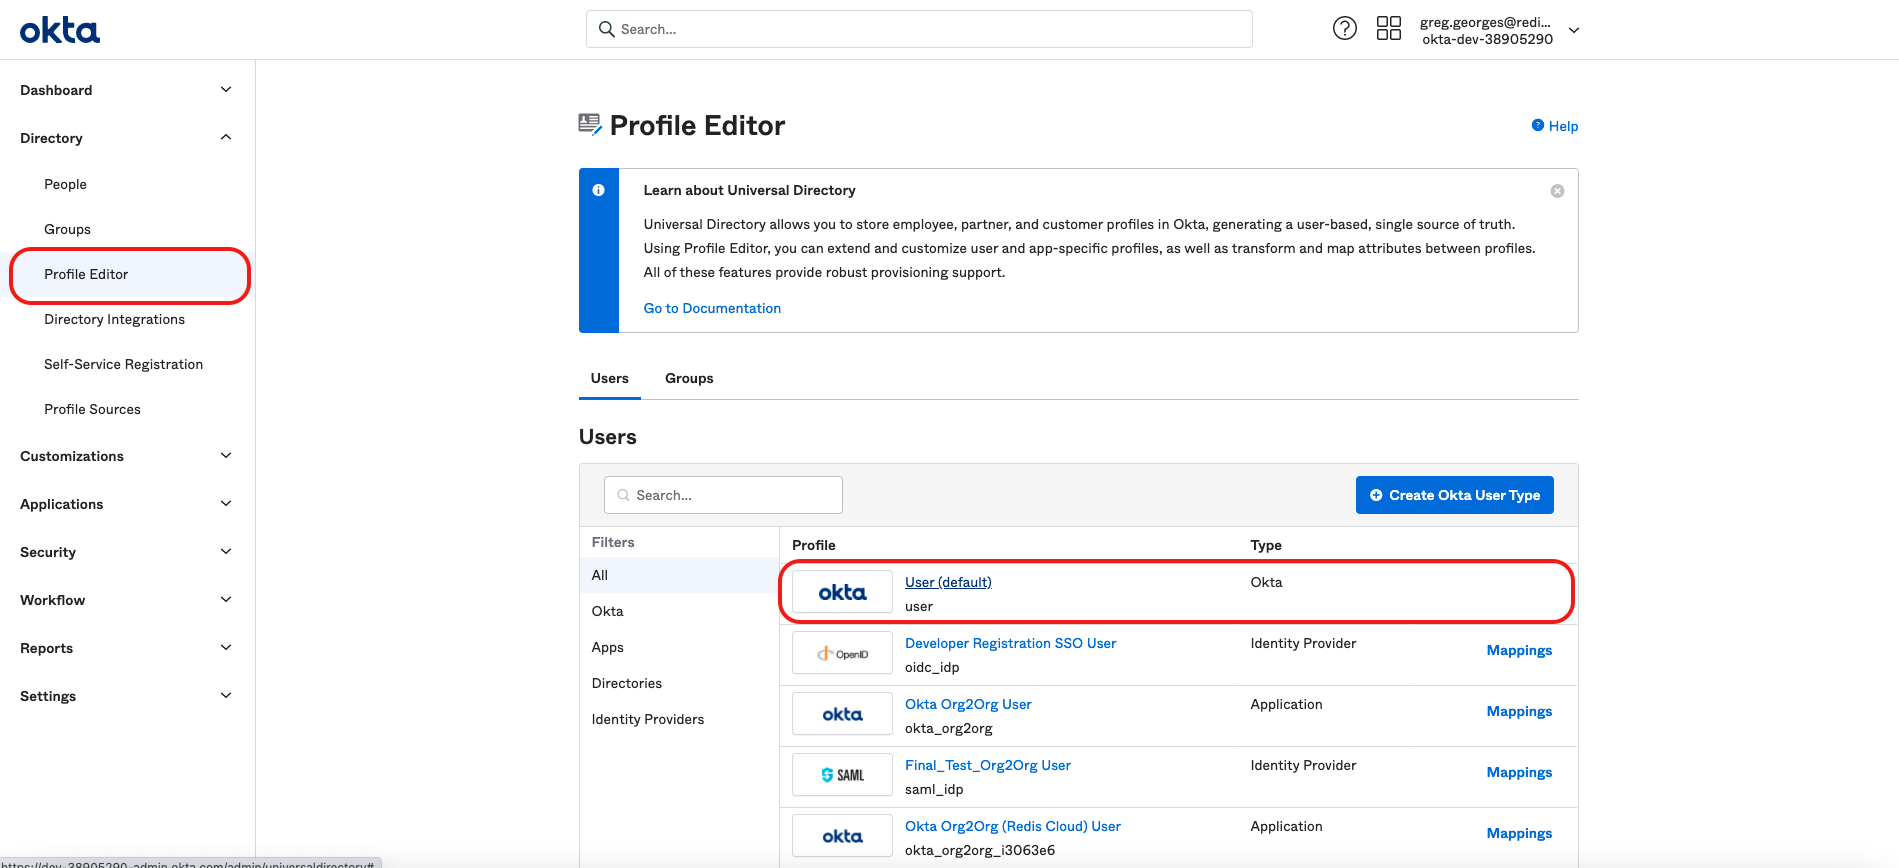 okta
Search...
greg.georges@redi...
okta-dev-38905290
Dashboard
Directory
People
Groups
Profile Editor
Directory Integrations
Self-Service Registration
Profile Sources
Customizations
Applications
Security
Workflow
Reports
Settings
Profile Editor
Help
Learn about Universal Directory
Universal Directory allows you to store employee, partner, and customer profiles in Okta, generating a user-based, single source of truth.
Using Profile Editor, you can extend and customize user and app-specific profiles, as well as transform and map attributes between profiles.
All of these features provide robust provisioning support.
Go to Documentation
Users Groups
Users
Search...
Create Okta User Type
Filters
All
Okta
Apps
Directories
Identity Providers
Profile Type
okta User (default) Okta
user
OpenID Developer Registration SSO User Identity Provider Mappings
oidc_idp
okta Okta Org2Org User Application Mappings
okta_org2org
SAML Final_Test_Org2Org User Identity Provider Mappings
saml_idp
okta Okta Org2Org (Redis Cloud) User Application Mappings
okta_org2org_i3063e6
https://dev-38905290-admin.okta.com/admin/universaldirectory#